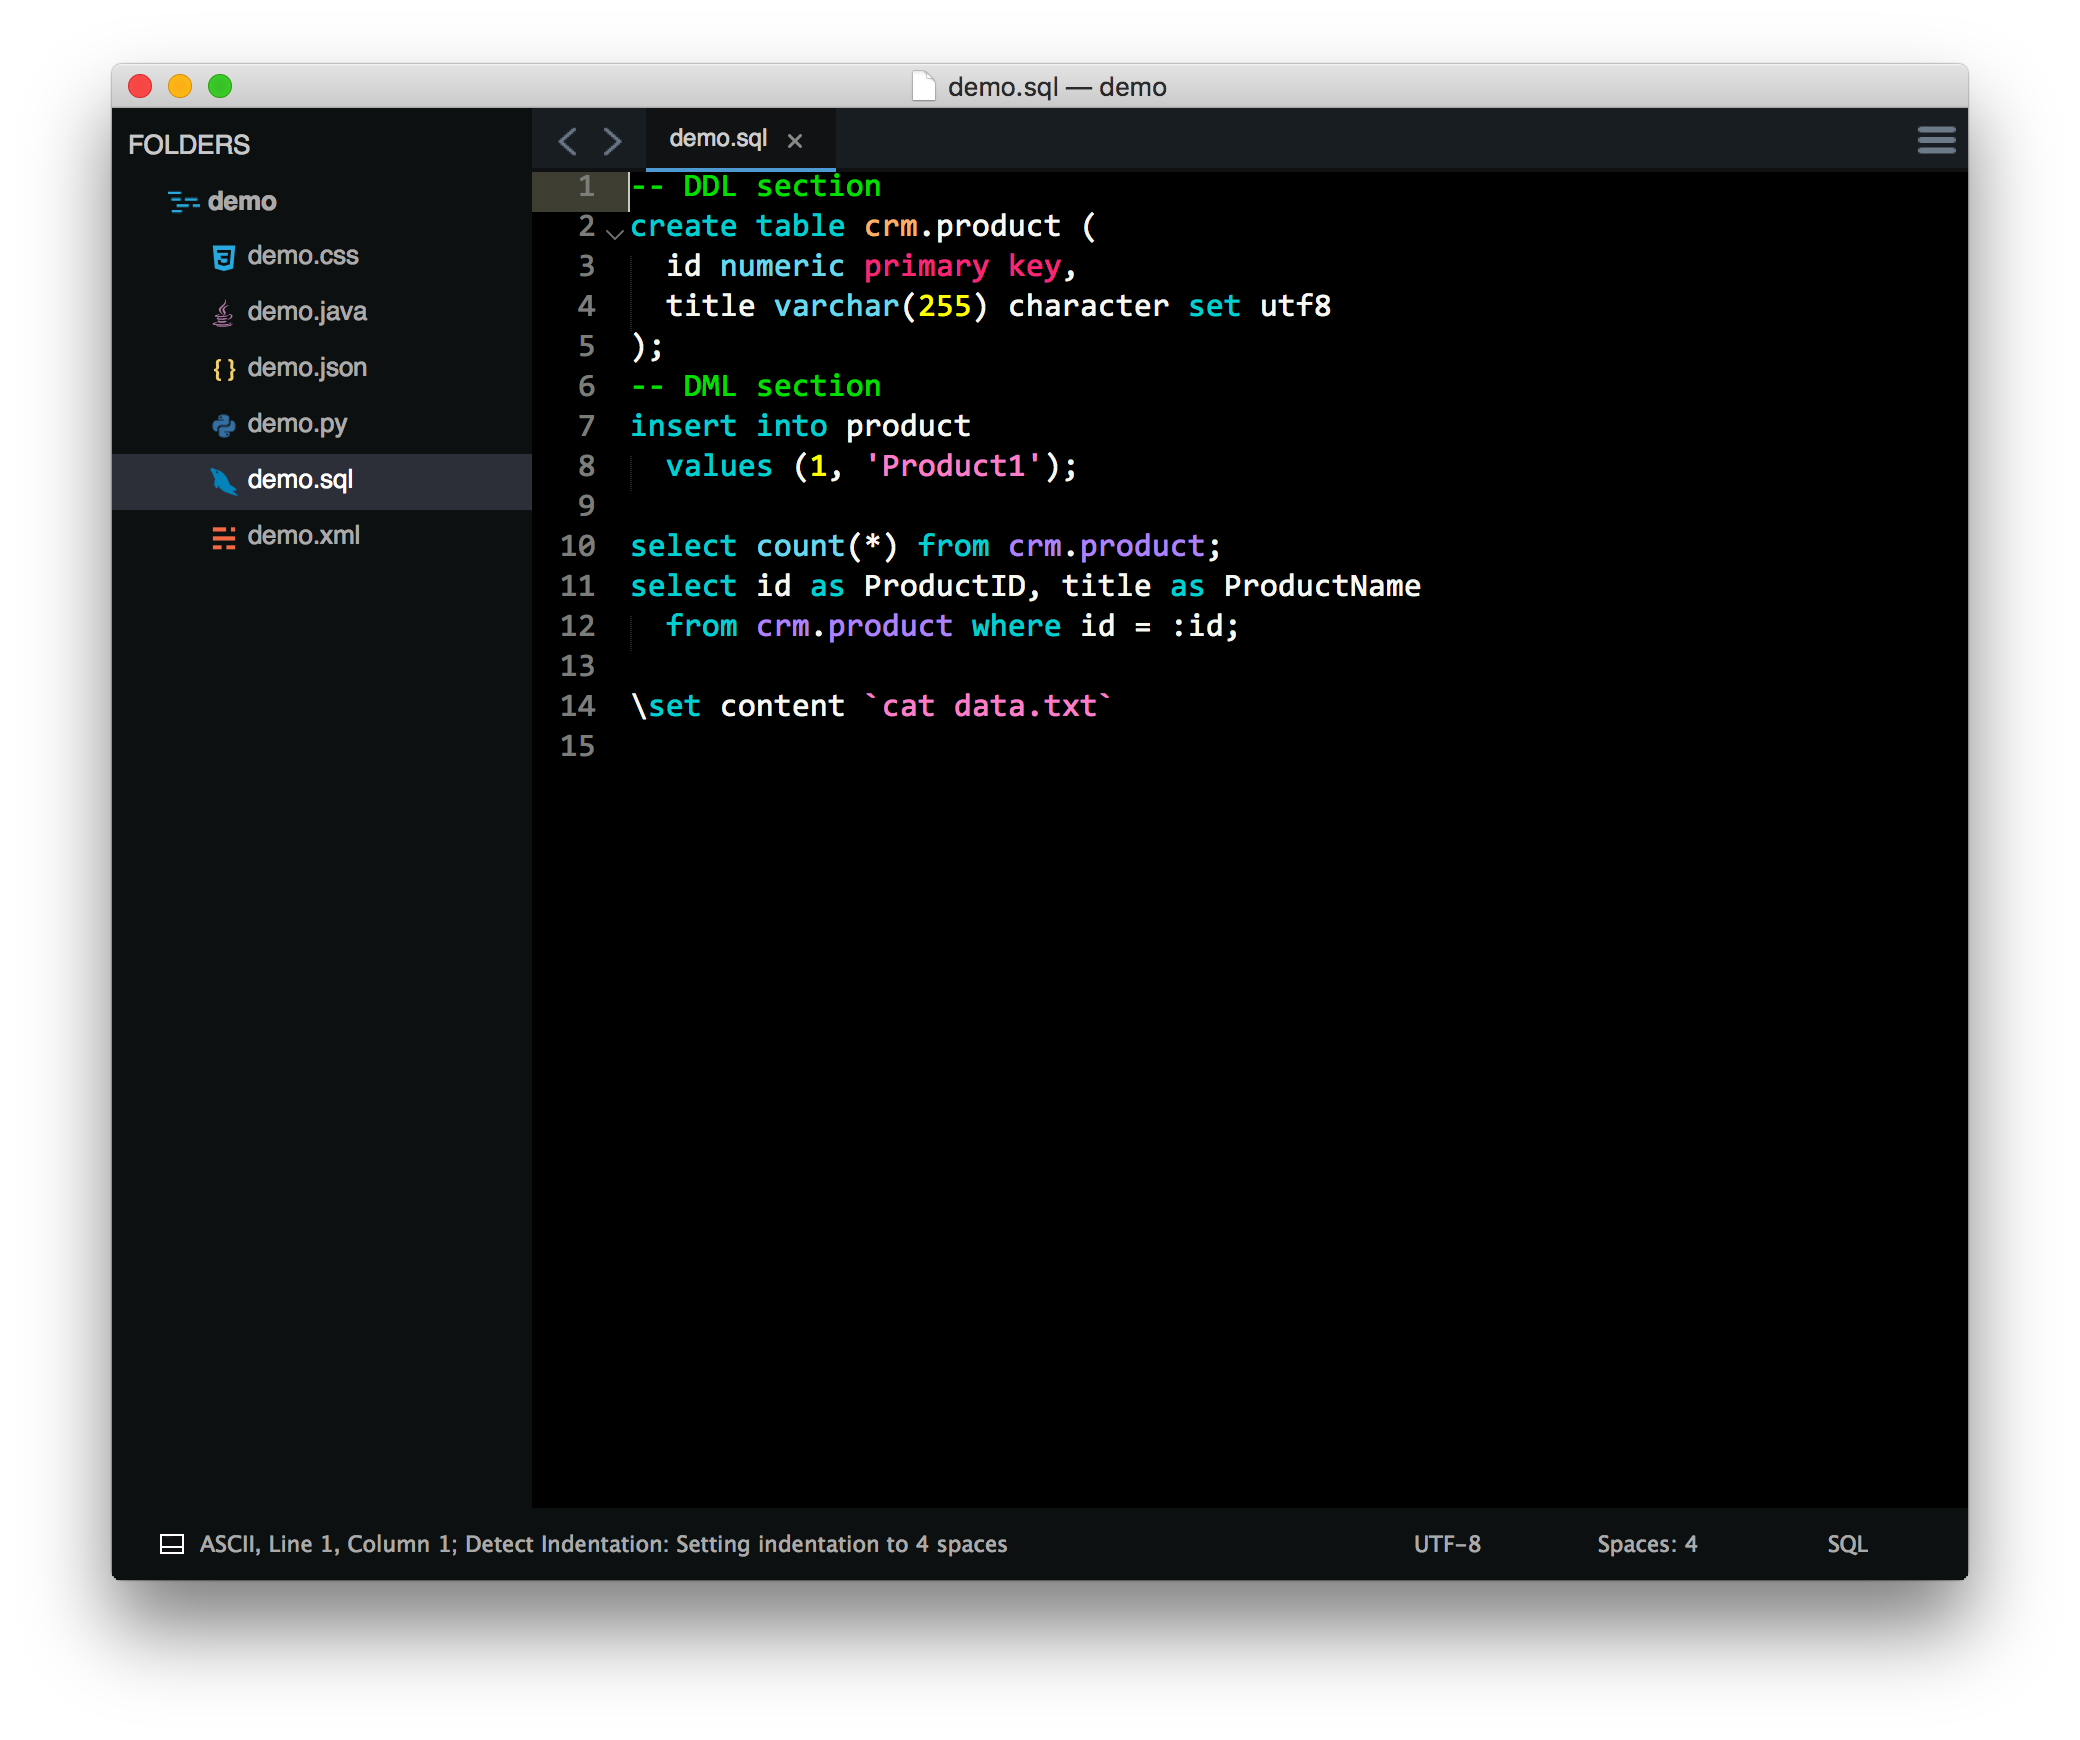 demo.sql — demo
FOLDERS
demo
demo.css
demo.java
demo.json
demo.py
demo.sql
demo.xml
demo.sql ×
1 -- DDL section
2 create table crm.product (
3   id numeric primary key,
4   title varchar(255) character set utf8
5 );
6 -- DML section
7 insert into product
8   values (1, 'Product1');
9
10 select count(*) from crm.product;
11 select id as ProductID, title as ProductName
12   from crm.product where id = :id;
13
14 \set content `cat data.txt`
15
ASCII, Line 1, Column 1; Detect Indentation: Setting indentation to 4 spaces
UTF-8
Spaces: 4
SQL